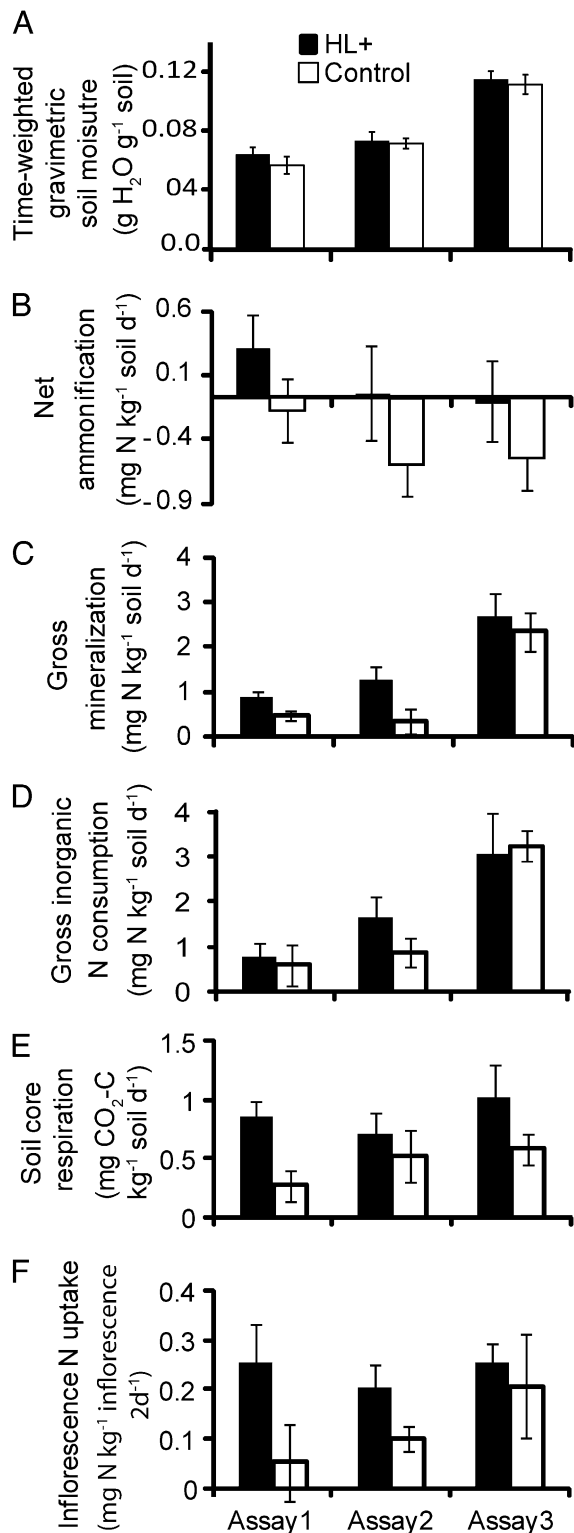 A
HL+
Control
Time-weighted
gravimetric
soil moisutre
(g H2O g-1 soil)
0.12
0.08
04
0.0
B
Net
ammonification
(mg N kg-1 soil d-1)
0.6
0.1
-0.4
-0.9
C
Gross
mineralization
(mg N kg-1 soil d-1)
4
3
2
1
0
D
Gross inorganic
N consumption
(mg N kg-1 soil d-1)
4
3
2
1
0
E
Soil core
respiration
(mg CO2-C
kg-1 soil d-1)
1.5
1
0.5
0
F
Inflorescence N uptake
(mg N kg-1 inflorescence
2d-1)
0.4
0.3
0.2
0.1
0
Assay1 Assay2 Assay3